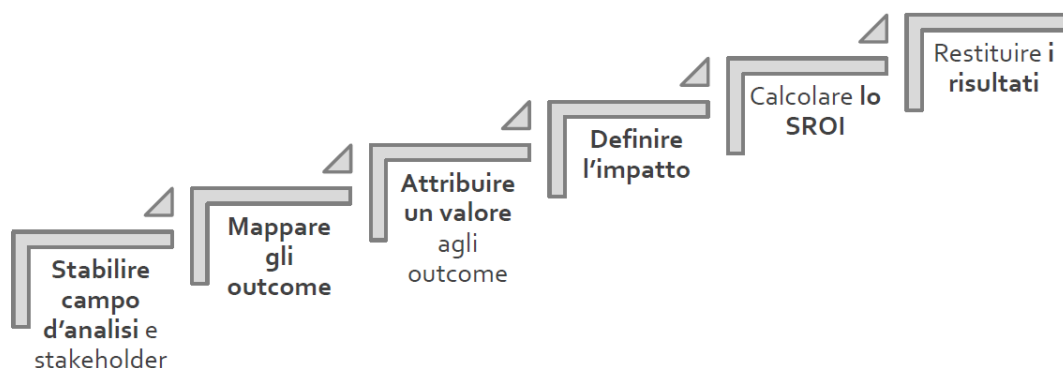 Stabilire
campo
d'analisi e
stakeholder
Mappare
gli
outcome
Attribuire
un valore
agli
outcome
Definire
l'impatto
Calcolare lo
SROI
Restituire i
risultati